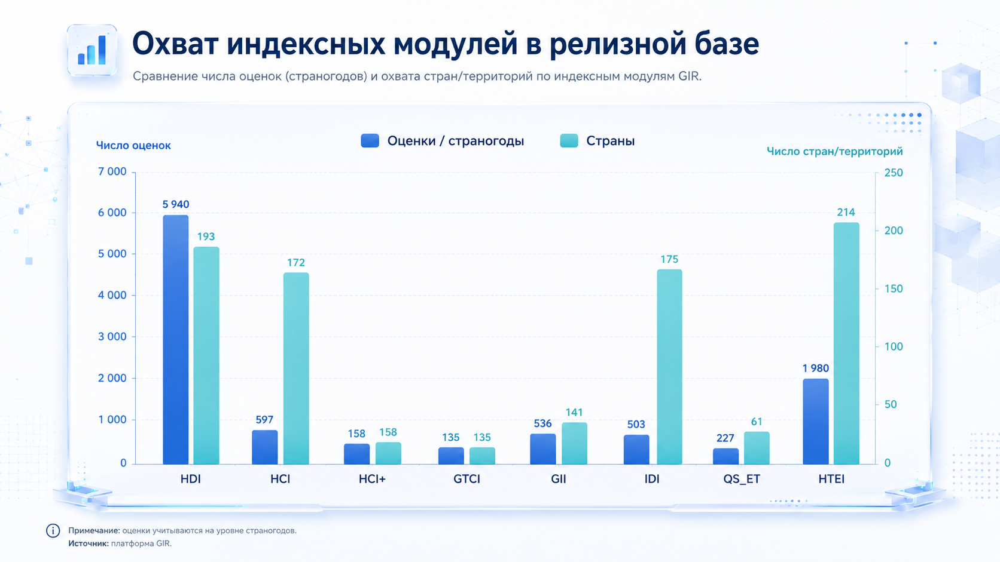 Охват индексных модулей в релизной базе
Сравнение числа оценок (страногодов) и охвата стран/территорий по индексным модулям GIR.
Оценки / страногоды
Страны
Число оценок
Число стран/территорий
7 000
6 000
5 000
4 000
3 000
2 000
1 000
0
250
200
150
100
50
0
5 940
193
597
172
158
158
135
135
536
141
503
175
227
61
1 980
214
HDI
HCI
HCI+
GTCI
GII
IDI
QS_ET
HTEI
Примечание: оценки учитываются на уровне страногодов.
Источник: платформа GIR.